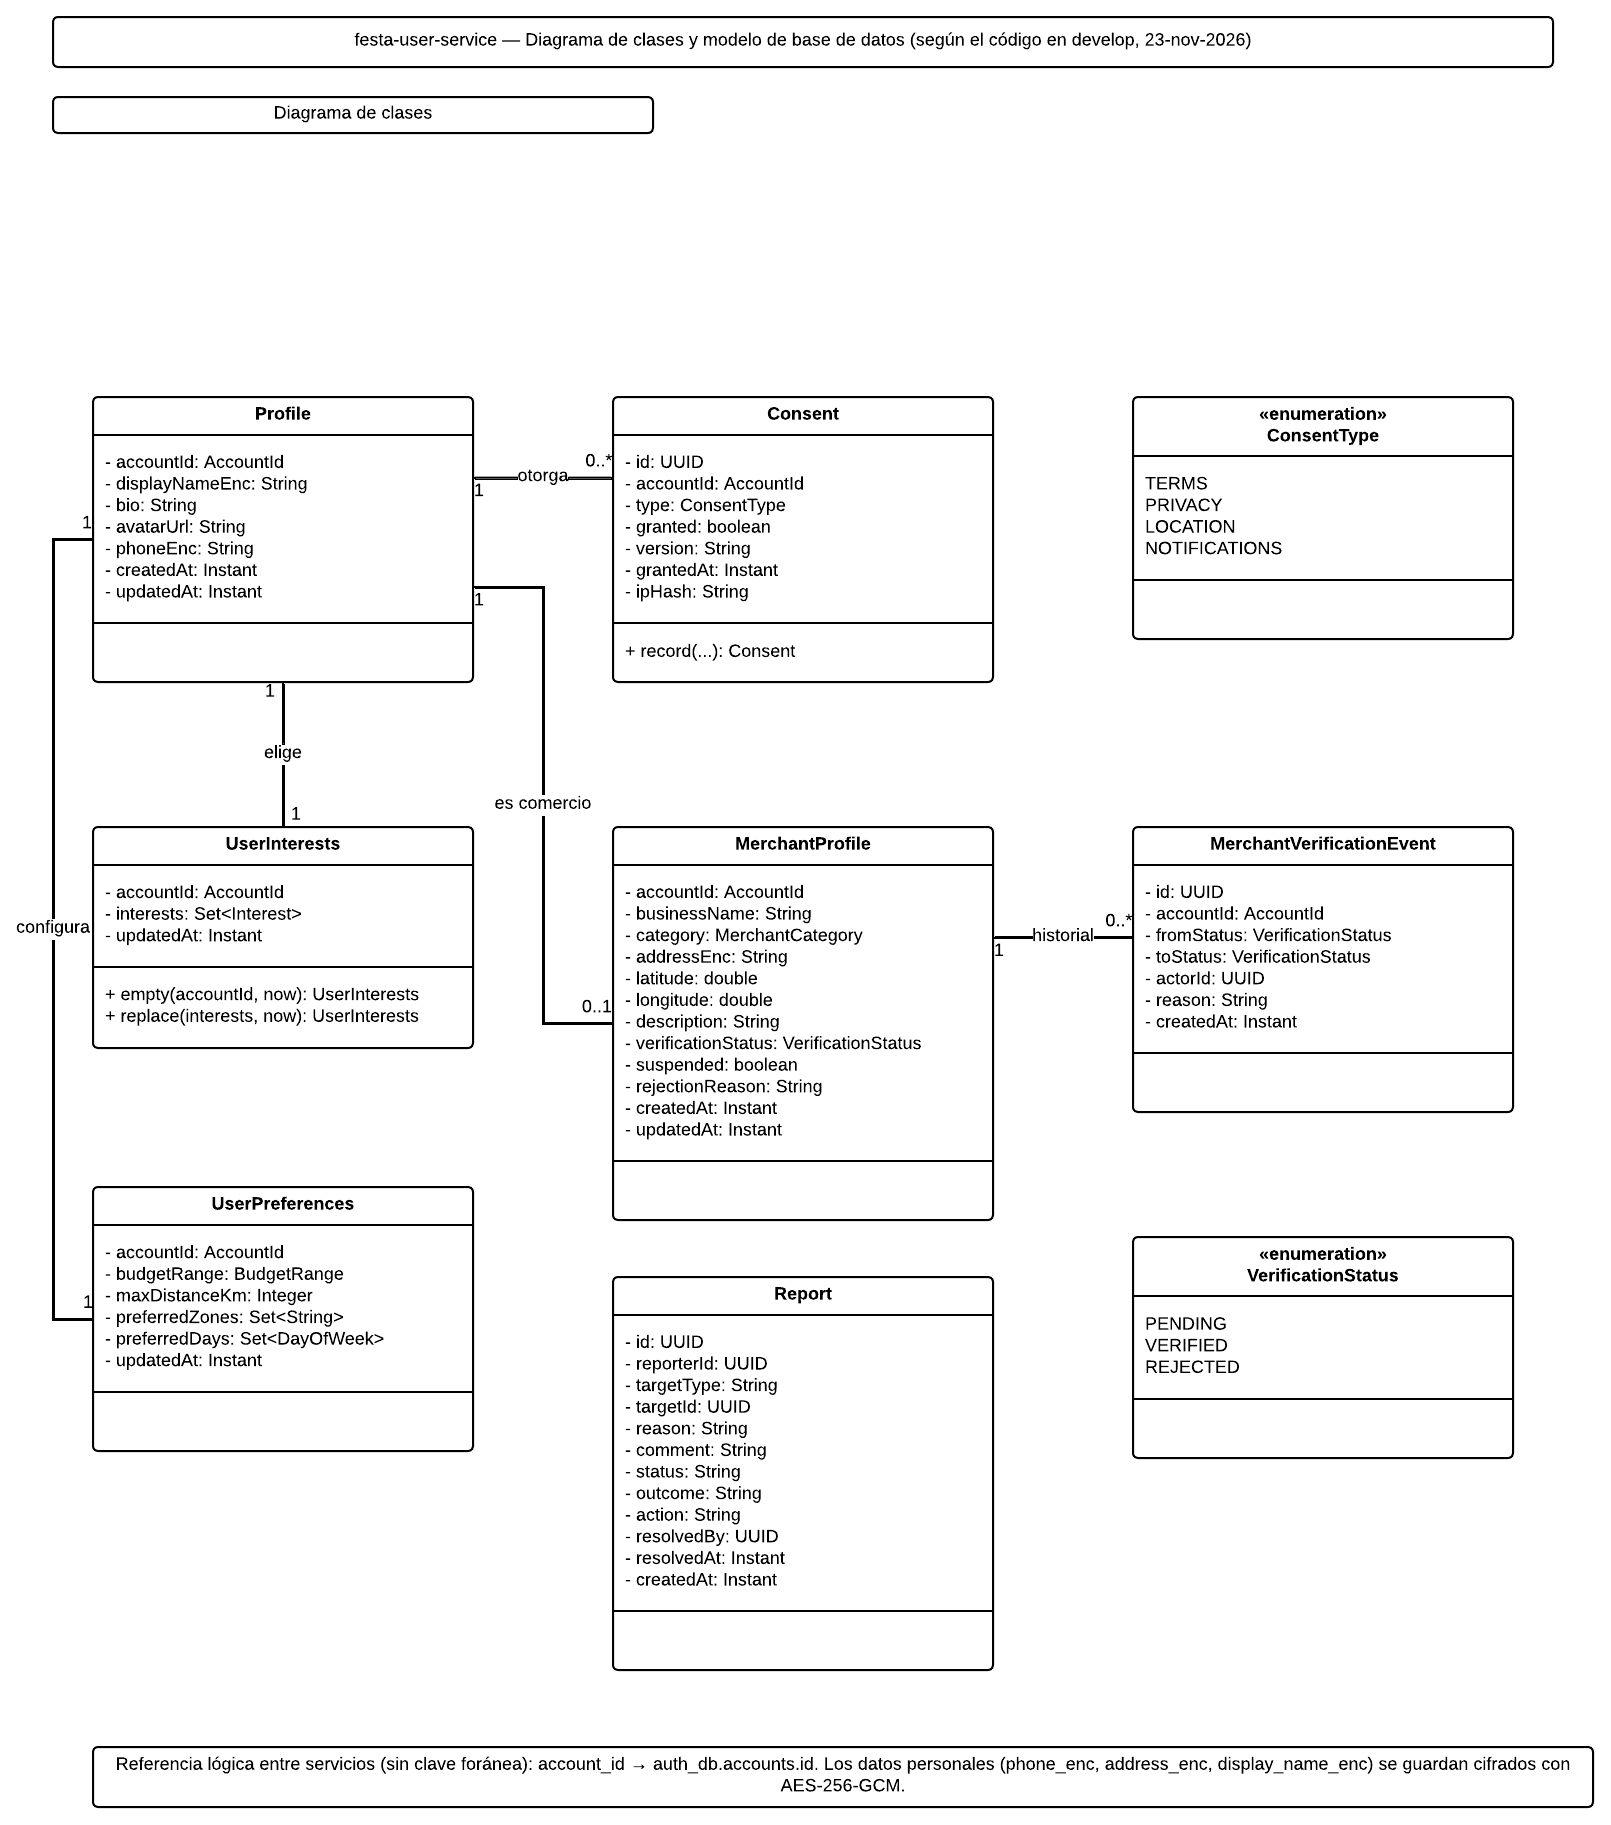 festa-user-service — Diagrama de clases y modelo de base de datos (según el código en develop, 23-nov-2026)
Diagrama de clases
Profile
- accountId: AccountId
- displayNameEnc: String
- bio: String
- avatarUrl: String
- phoneEnc: String
- createdAt: Instant
- updatedAt: Instant
1
otorga
0..*
1
1
Consent
- id: UUID
- accountId: AccountId
- type: ConsentType
- granted: boolean
- version: String
- grantedAt: Instant
- ipHash: String
+ record(...): Consent
«enumeration»
ConsentType
TERMS
PRIVACY
LOCATION
NOTIFICATIONS
1
elige
1
es comercio
configura
UserInterests
- accountId: AccountId
- interests: Set<Interest>
- updatedAt: Instant
+ empty(accountId, now): UserInterests
+ replace(interests, now): UserInterests
0..1
MerchantProfile
- accountId: AccountId
- businessName: String
- category: MerchantCategory
- addressEnc: String
- latitude: double
- longitude: double
- description: String
- verificationStatus: VerificationStatus
- suspended: boolean
- rejectionReason: String
- createdAt: Instant
- updatedAt: Instant
1
historial
0..*
MerchantVerificationEvent
- id: UUID
- accountId: AccountId
- fromStatus: VerificationStatus
- toStatus: VerificationStatus
- actorId: UUID
- reason: String
- createdAt: Instant
1
UserPreferences
- accountId: AccountId
- budgetRange: BudgetRange
- maxDistanceKm: Integer
- preferredZones: Set<String>
- preferredDays: Set<DayOfWeek>
- updatedAt: Instant
Report
- id: UUID
- reporterId: UUID
- targetType: String
- targetId: UUID
- reason: String
- comment: String
- status: String
- outcome: String
- action: String
- resolvedBy: UUID
- resolvedAt: Instant
- createdAt: Instant
«enumeration»
VerificationStatus
PENDING
VERIFIED
REJECTED
Referencia lógica entre servicios (sin clave foránea): account_id → auth_db.accounts.id. Los datos personales (phone_enc, address_enc, display_name_enc) se guardan cifrados con
AES-256-GCM.